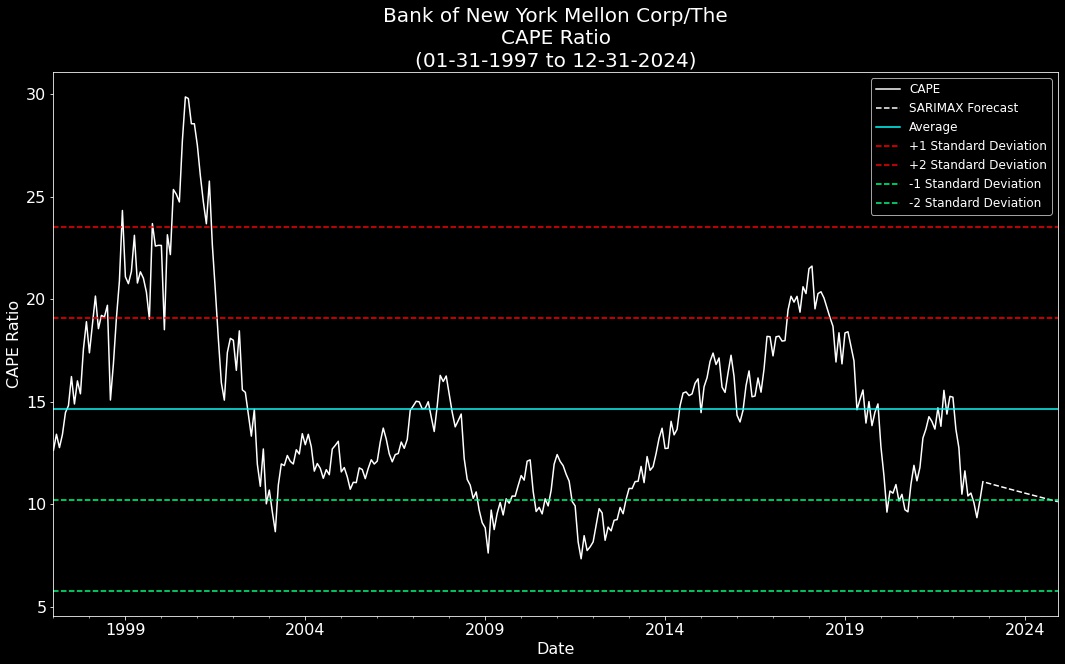 Bank of New York Mellon Corp/The
CAPE Ratio
(01-31-1997 to 12-31-2024)
CAPE
SARIMAX Forecast
Average
+1 Standard Deviation
+2 Standard Deviation
-1 Standard Deviation
-2 Standard Deviation
CAPE Ratio
30
25
20
15
10
5
1999
2004
2009
2014
2019
2024
Date